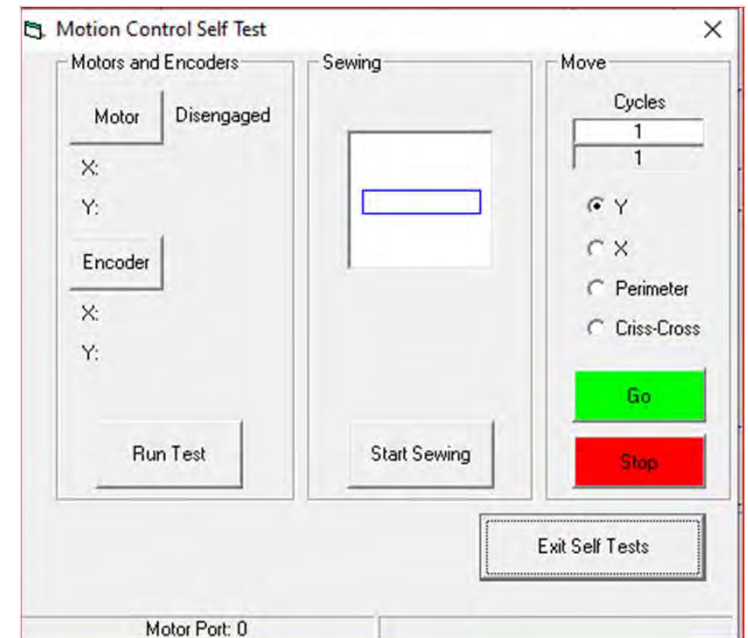 Motion Control Self Test
Motors and Encoders
Motor
Disengaged
X:
Y:
Encoder
X:
Y:
Run Test
Sewing
Start Sewing
Move
Cycles
1
1
Y
X
Perimeter
Criss-Cross
Go
Stop
Exit Self Tests
Motor Port: 0